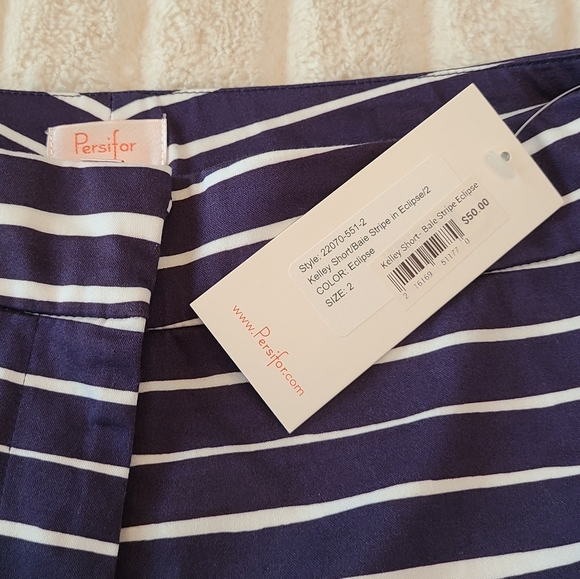 Persifor
Style: 22070-551-2
Kelley Short/Baie Stripe in Eclipse/2
COLOR: Eclipse
SIZE: 2
Kelley Short - Baie Stripe Eclipse
$50.00
2 16169 51177 0
www.Persifor.com